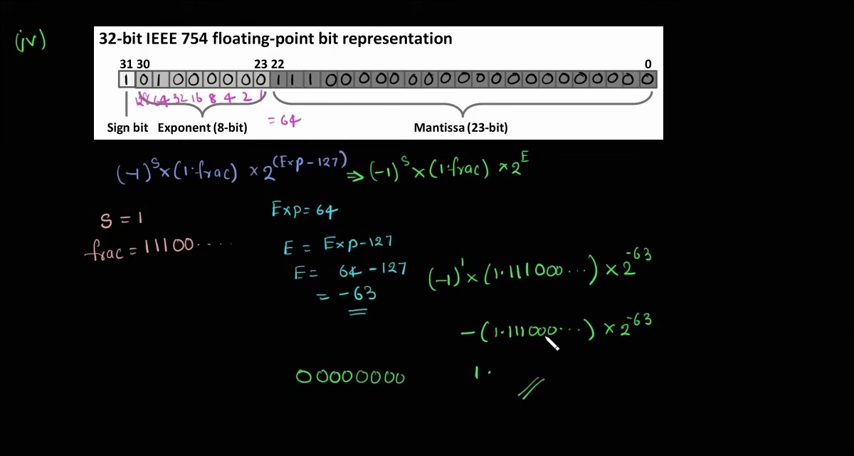 (iv)
32-bit IEEE 754 floating-point bit representation
31 30 23 22 0
1 0 1 0 0 0 0 0 0 1 1 1 0 0 0 0 0 0 0 0 0 0 0 0 0 0 0 0 0 0 0 0
128 64 32 16 8 4 2 1
= 64
Sign bit Exponent (8-bit) Mantissa (23-bit)
(-1)^S × (1.frac) × 2^(Exp-127) ⇒ (-1)^S × (1.frac) × 2^E
S = 1
frac = 11100.....
Exp = 64
E = Exp-127
E = 64-127
= -63
(-1)^1 × (1.111000...) × 2^-63
-(1.111000...) × 2^-63
00000000
1.